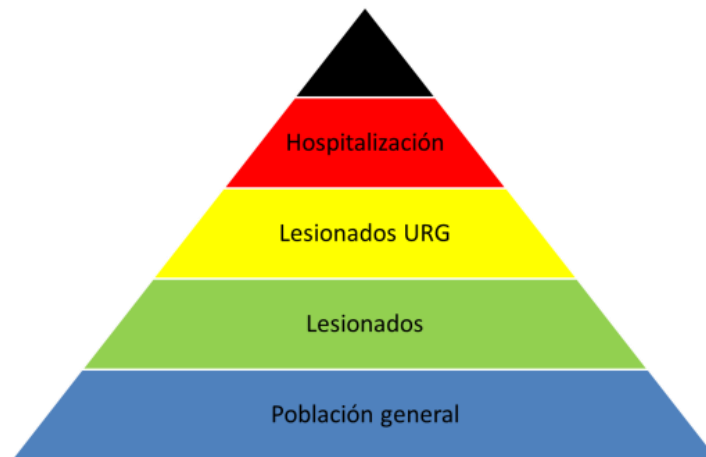 Hospitalización
Lesionados URG
Lesionados
Población general